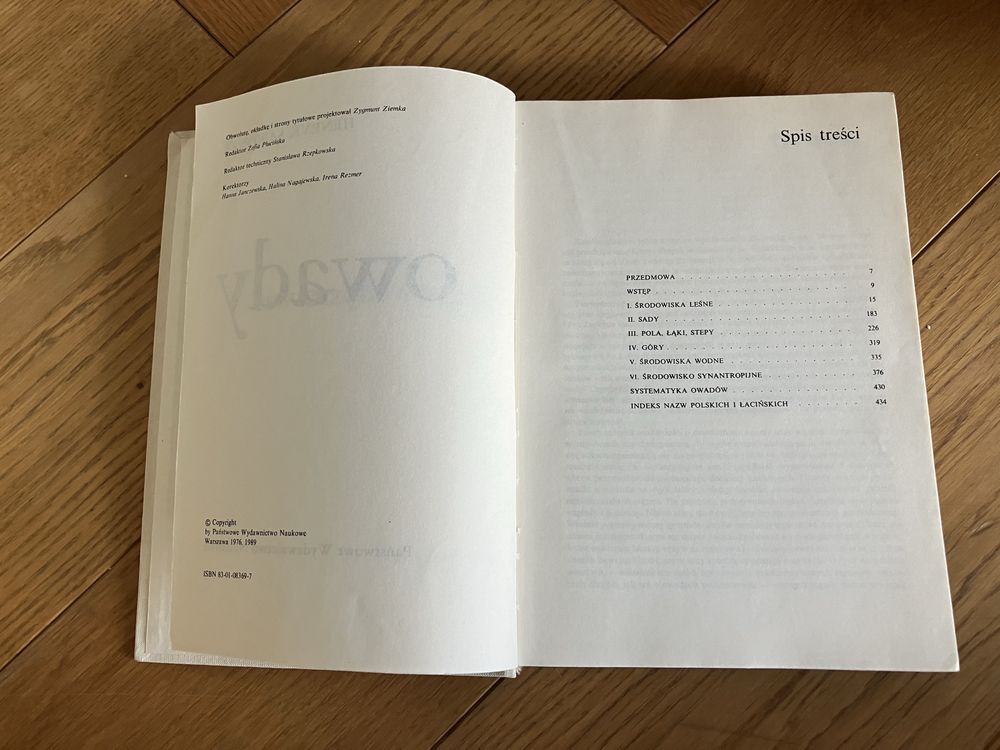 Obwolutę, okładkę i strony tytułowe projektował Zygmunt Ziemka
Redaktor Zofia Płucińska
Redaktor techniczny Stanisława Rzepkowska
Korektorzy
Hanna Janczewska, Halina Nagajewska, Irena Rezmer
owady
© Copyright
by Państwowe Wydawnictwo Naukowe
Warszawa 1976, 1989
Państwowe Wydawnictwo
ISBN 83-01-08369-7
Spis treści
PRZEDMOWA . . . . . . . . . . . . . . . . 7
WSTĘP . . . . . . . . . . . . . . . . 9
I. ŚRODOWISKA LEŚNE . . . . . . . . . . . . . 15
II. SADY . . . . . . . . . . . . . . . . 183
III. POLA, ŁĄKI, STEPY . . . . . . . . . . . . . 226
IV. GÓRY . . . . . . . . . . . . . . . . 319
V. ŚRODOWISKA WODNE . . . . . . . . . . . . 335
VI. ŚRODOWISKO SYNANTROPIJNE . . . . . . . . . 376
SYSTEMATYKA OWADÓW . . . . . . . . . . . . 430
INDEKS NAZW POLSKICH I ŁACIŃSKICH . . . . . . . 434